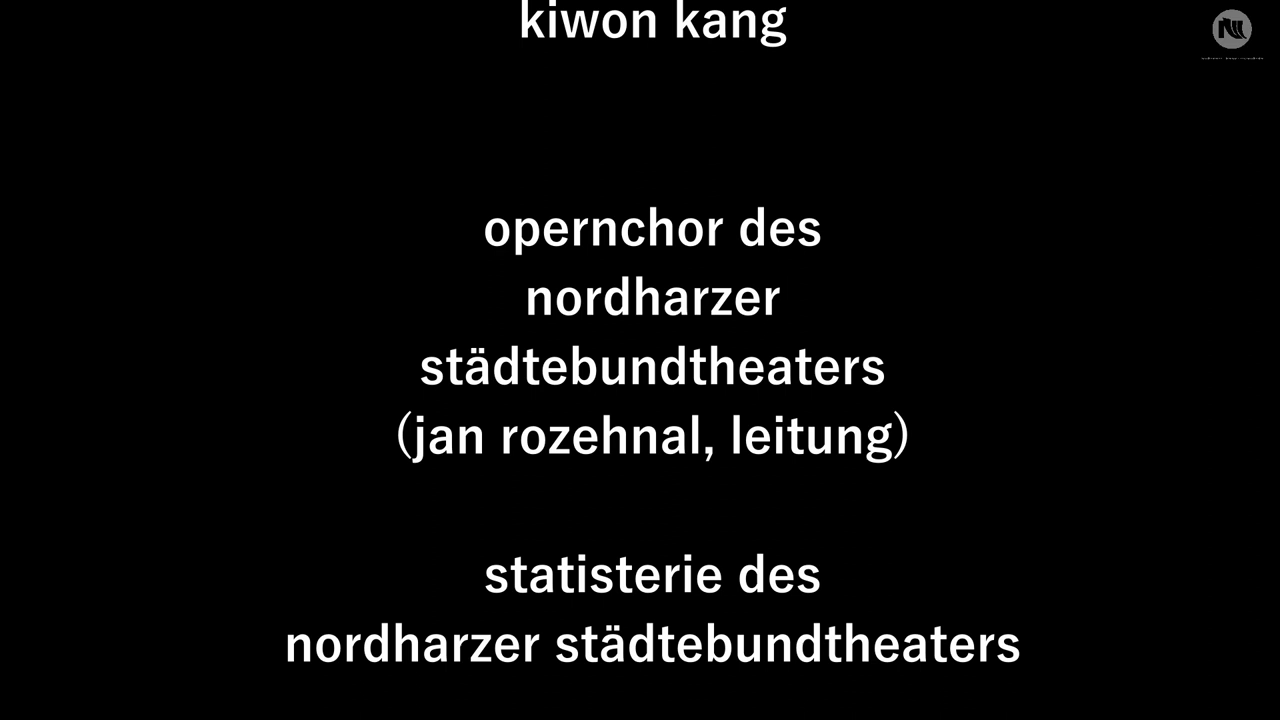 kiwon kang
opernchor des
nordharzer
städtebundtheaters
(jan rozehnal, leitung)
statisterie des
nordharzer städtebundtheaters